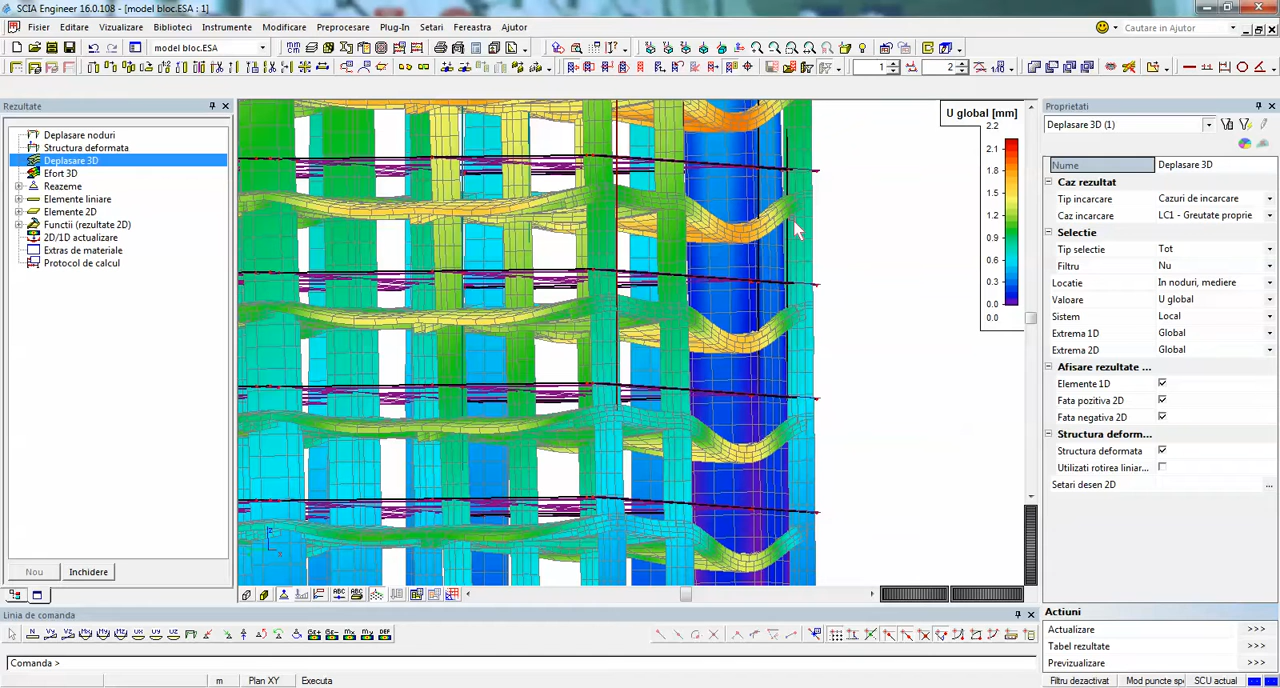 SCIA Engineer 16.0.108 - [model bloc.ESA : 1]
Fisier Editare Vizualizare Biblioteci Instrumente Modificare Preprocesare Plug-In Setari Fereastra Ajutor
Cautare in Ajutor
model bloc.ESA
1 2
Rezultate
Deplasare noduri
Structura deformata
Deplasare 3D
Efort 3D
Reazeme
Elemente liniare
Elemente 2D
Functii (rezultate 2D)
2D/1D actualizare
Extras de materiale
Protocol de calcul
Nou Inchidere
U global [mm]
2.2
2.1
1.8
1.5
1.2
0.9
0.6
0.3
0.0
0.0
Proprietati
Deplasare 3D (1)
Nume Deplasare 3D
Caz rezultat
Tip incarcare Cazuri de incarcare
Caz incarcare LC1 - Greutate proprie
Selectie
Tip selectie Tot
Filtru Nu
Locatie In noduri, mediere
Valoare U global
Sistem Local
Extrema 1D Global
Extrema 2D Global
Afisare rezultate ...
Elemente 1D
Fata pozitiva 2D
Fata negativa 2D
Structura deform...
Structura deformata
Utilizati rotirea liniar...
Setari desen 2D ...
Actiuni
Actualizare >>>
Tabel rezultate >>>
Previzualizare >>>
Linia de comanda
Comanda >
m Plan XY Executa
Filtru dezactivat Mod puncte sp SCU actual